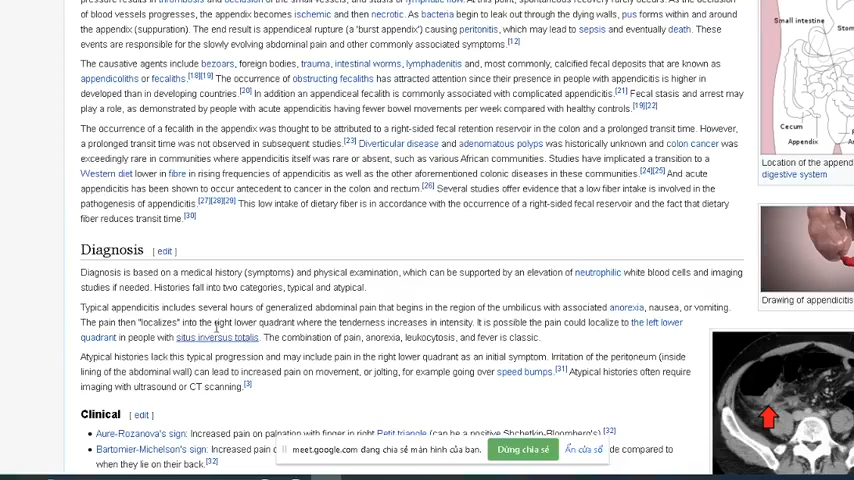 pressure results in thrombosis and occlusion of the small vessels, and stasis of lymphatic flow. At this point, spontaneous recovery rarely occurs. As the occlusion
of blood vessels progresses, the appendix becomes ischemic and then necrotic. As bacteria begin to leak out through the dying walls, pus forms within and around
the appendix (suppuration). The end result is appendiceal rupture (a 'burst appendix') causing peritonitis, which may lead to sepsis and eventually death. These
events are responsible for the slowly evolving abdominal pain and other commonly associated symptoms.[12]
The causative agents include bezoars, foreign bodies, trauma, intestinal worms, lymphadenitis and, most commonly, calcified fecal deposits that are known as
appendicoliths or fecaliths.[18][19] The occurrence of obstructing fecaliths has attracted attention since their presence in people with appendicitis is higher in
developed than in developing countries.[20] In addition an appendiceal fecalith is commonly associated with complicated appendicitis.[21] Fecal stasis and arrest may
play a role, as demonstrated by people with acute appendicitis having fewer bowel movements per week compared with healthy controls.[19][22]
The occurrence of a fecalith in the appendix was thought to be attributed to a right-sided fecal retention reservoir in the colon and a prolonged transit time. However,
a prolonged transit time was not observed in subsequent studies.[23] Diverticular disease and adenomatous polyps was historically unknown and colon cancer was
exceedingly rare in communities where appendicitis itself was rare or absent, such as various African communities. Studies have implicated a transition to a
Western diet lower in fibre in rising frequencies of appendicitis as well as the other aforementioned colonic diseases in these communities.[24][25] And acute
appendicitis has been shown to occur antecedent to cancer in the colon and rectum.[26] Several studies offer evidence that a low fiber intake is involved in the
pathogenesis of appendicitis.[27][28][29] This low intake of dietary fiber is in accordance with the occurrence of a right-sided fecal reservoir and the fact that dietary
fiber reduces transit time.[30]
Diagnosis [ edit ]
Diagnosis is based on a medical history (symptoms) and physical examination, which can be supported by an elevation of neutrophilic white blood cells and imaging
studies if needed. Histories fall into two categories, typical and atypical.
Typical appendicitis includes several hours of generalized abdominal pain that begins in the region of the umbilicus with associated anorexia, nausea, or vomiting.
The pain then "localizes" into the right lower quadrant where the tenderness increases in intensity. It is possible the pain could localize to the left lower
quadrant in people with situs inversus totalis. The combination of pain, anorexia, leukocytosis, and fever is classic.
Atypical histories lack this typical progression and may include pain in the right lower quadrant as an initial symptom. Irritation of the peritoneum (inside
lining of the abdominal wall) can lead to increased pain on movement, or jolting, for example going over speed bumps.[31] Atypical histories often require
imaging with ultrasound or CT scanning.[3]
Clinical [ edit ]
• Aure-Rozanova's sign: Increased pain on palpation with finger in right Petit triangle (can be a positive Shchetkin-Bloomberg's).[32]
• Bartomier-Michelson's sign: Increased pain compared to
when they lie on their back.[32]
meet.google.com đang chia sẻ màn hình của bạn.
Dừng chia sẻ
Ẩn cửa sổ
Small intestine
Cecum
Appendix
Location of the append
digestive system
Drawing of appendicitis